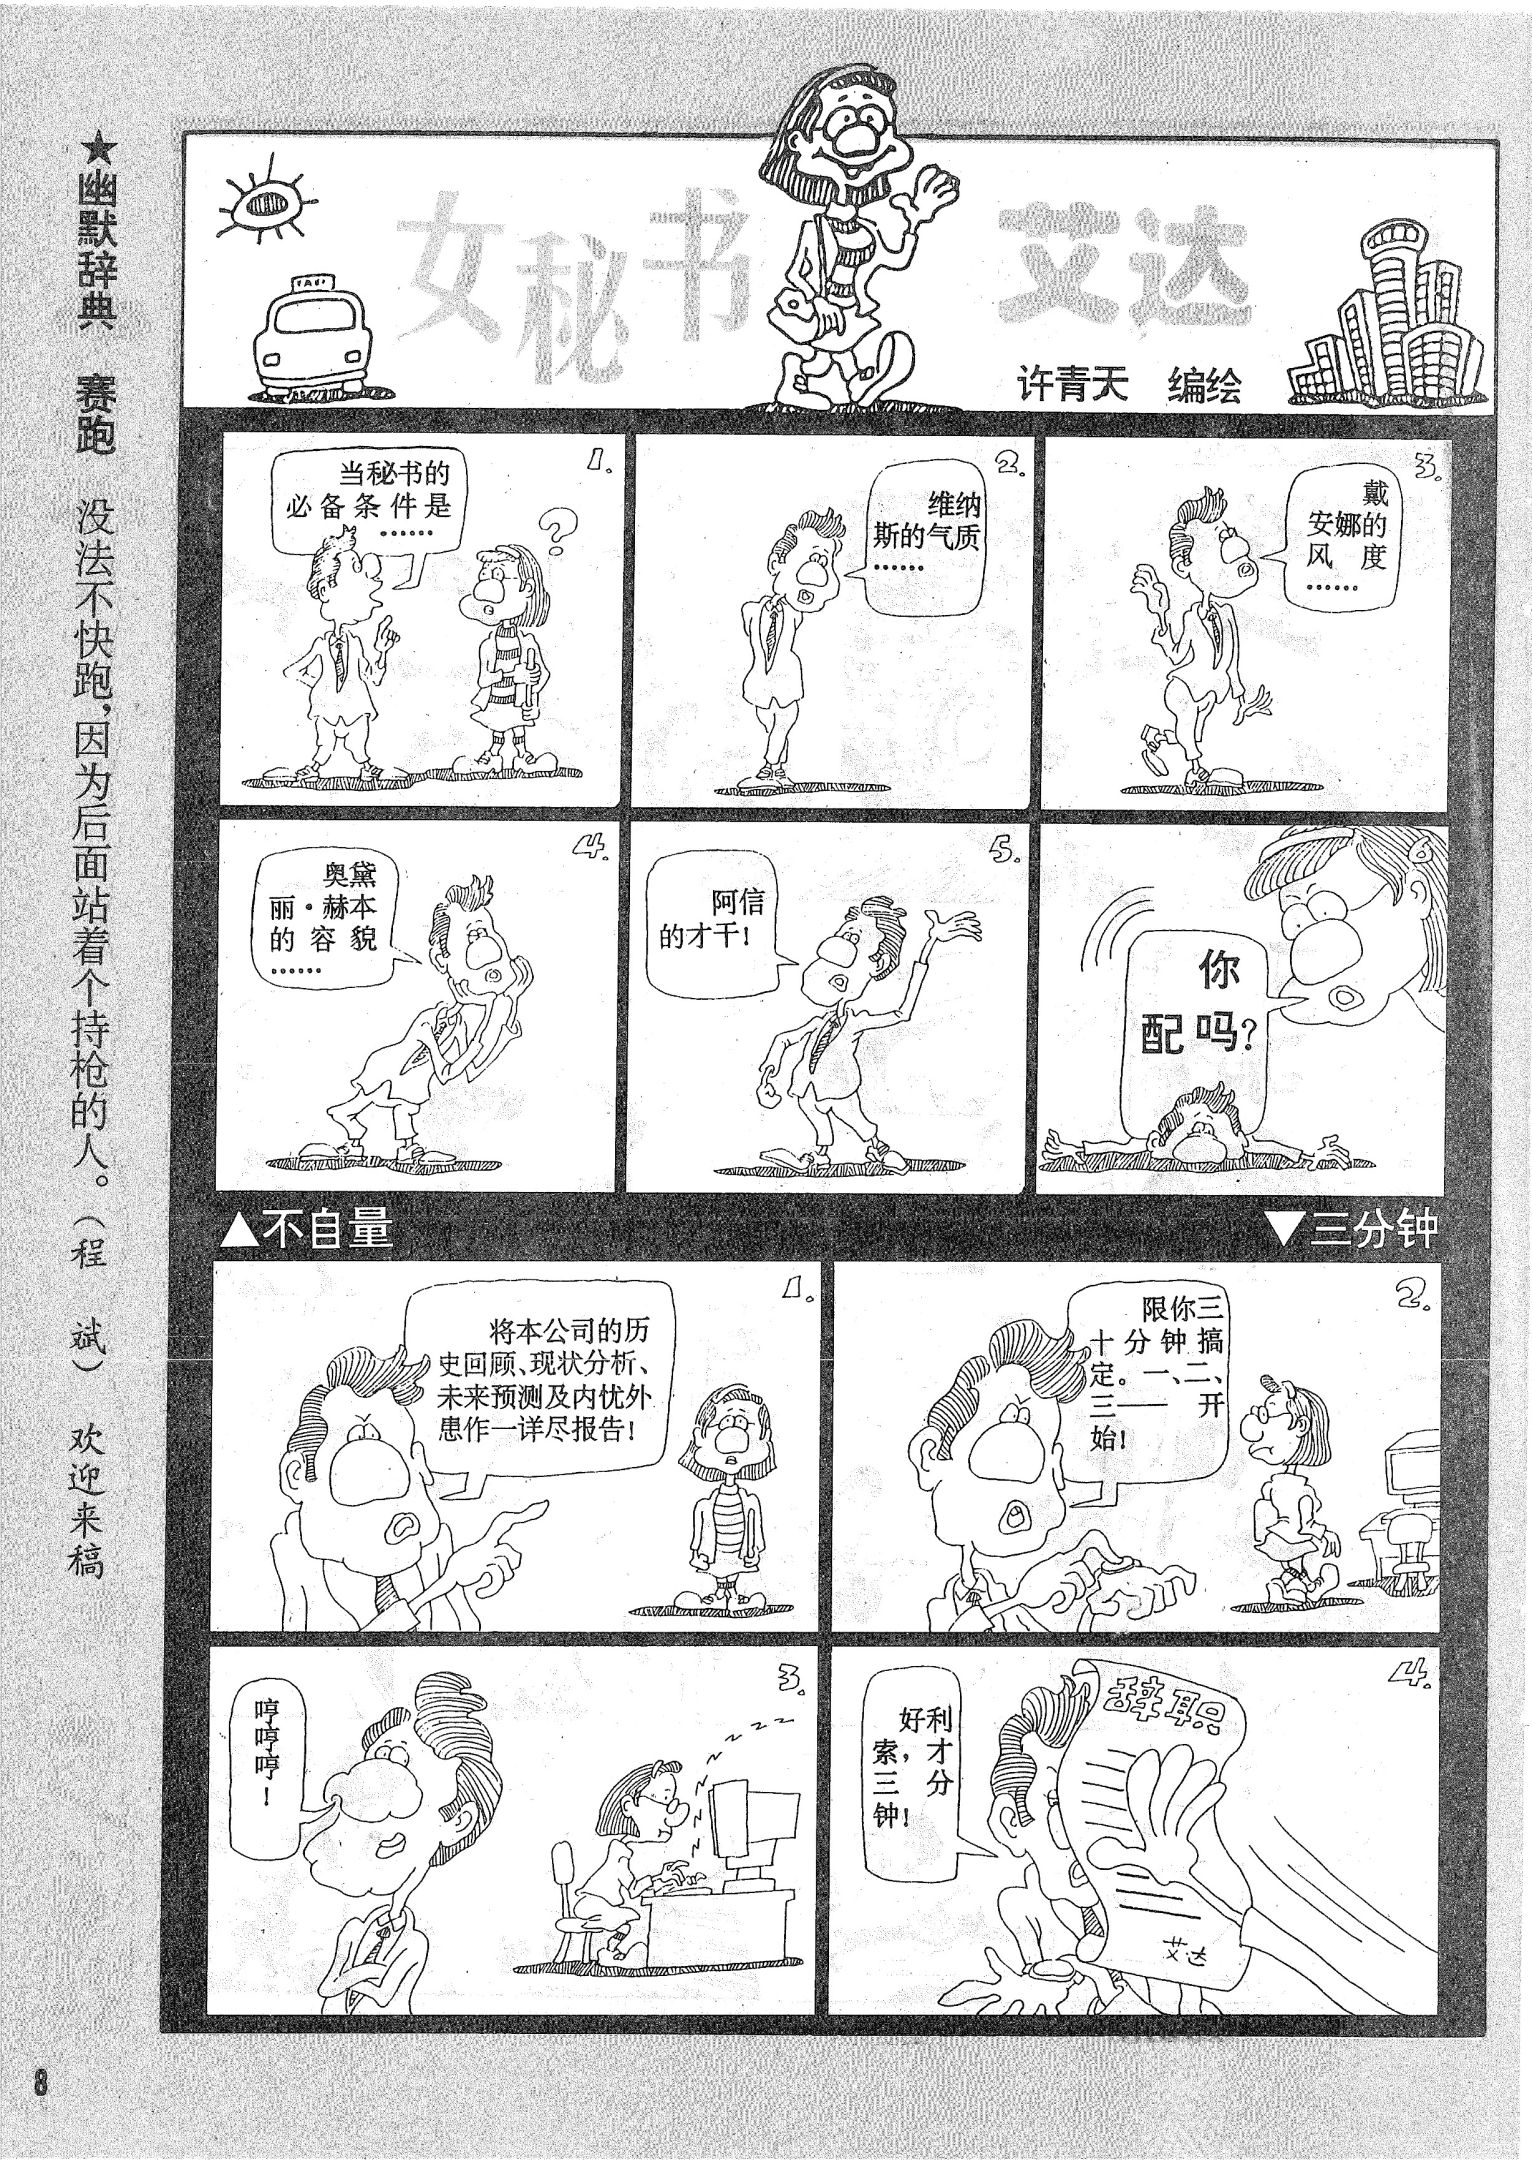 ★幽默辞典 赛跑 没法不快跑,因为后面站着个持枪的人。(程 斌) 欢迎来稿
TAXI
女秘书 艾达
许青天 编绘
1.
当秘书的
必备条件是
……
?
2.
维纳
斯的气质
……
3.
戴
安娜的
风度
……
4.
奥黛
丽·赫本
的容貌
……
5.
阿信
的才干!
6
你
配吗?
▲不自量
▼三分钟
1.
将本公司的历
史回顾、现状分析、
未来预测及内忧外
患作一详尽报告!
2.
限你三
十分钟搞
定。一、二、
三——开
始!
3.
哼哼哼!
4.
好利
索,才
三分
钟!
辞职
艾达
8